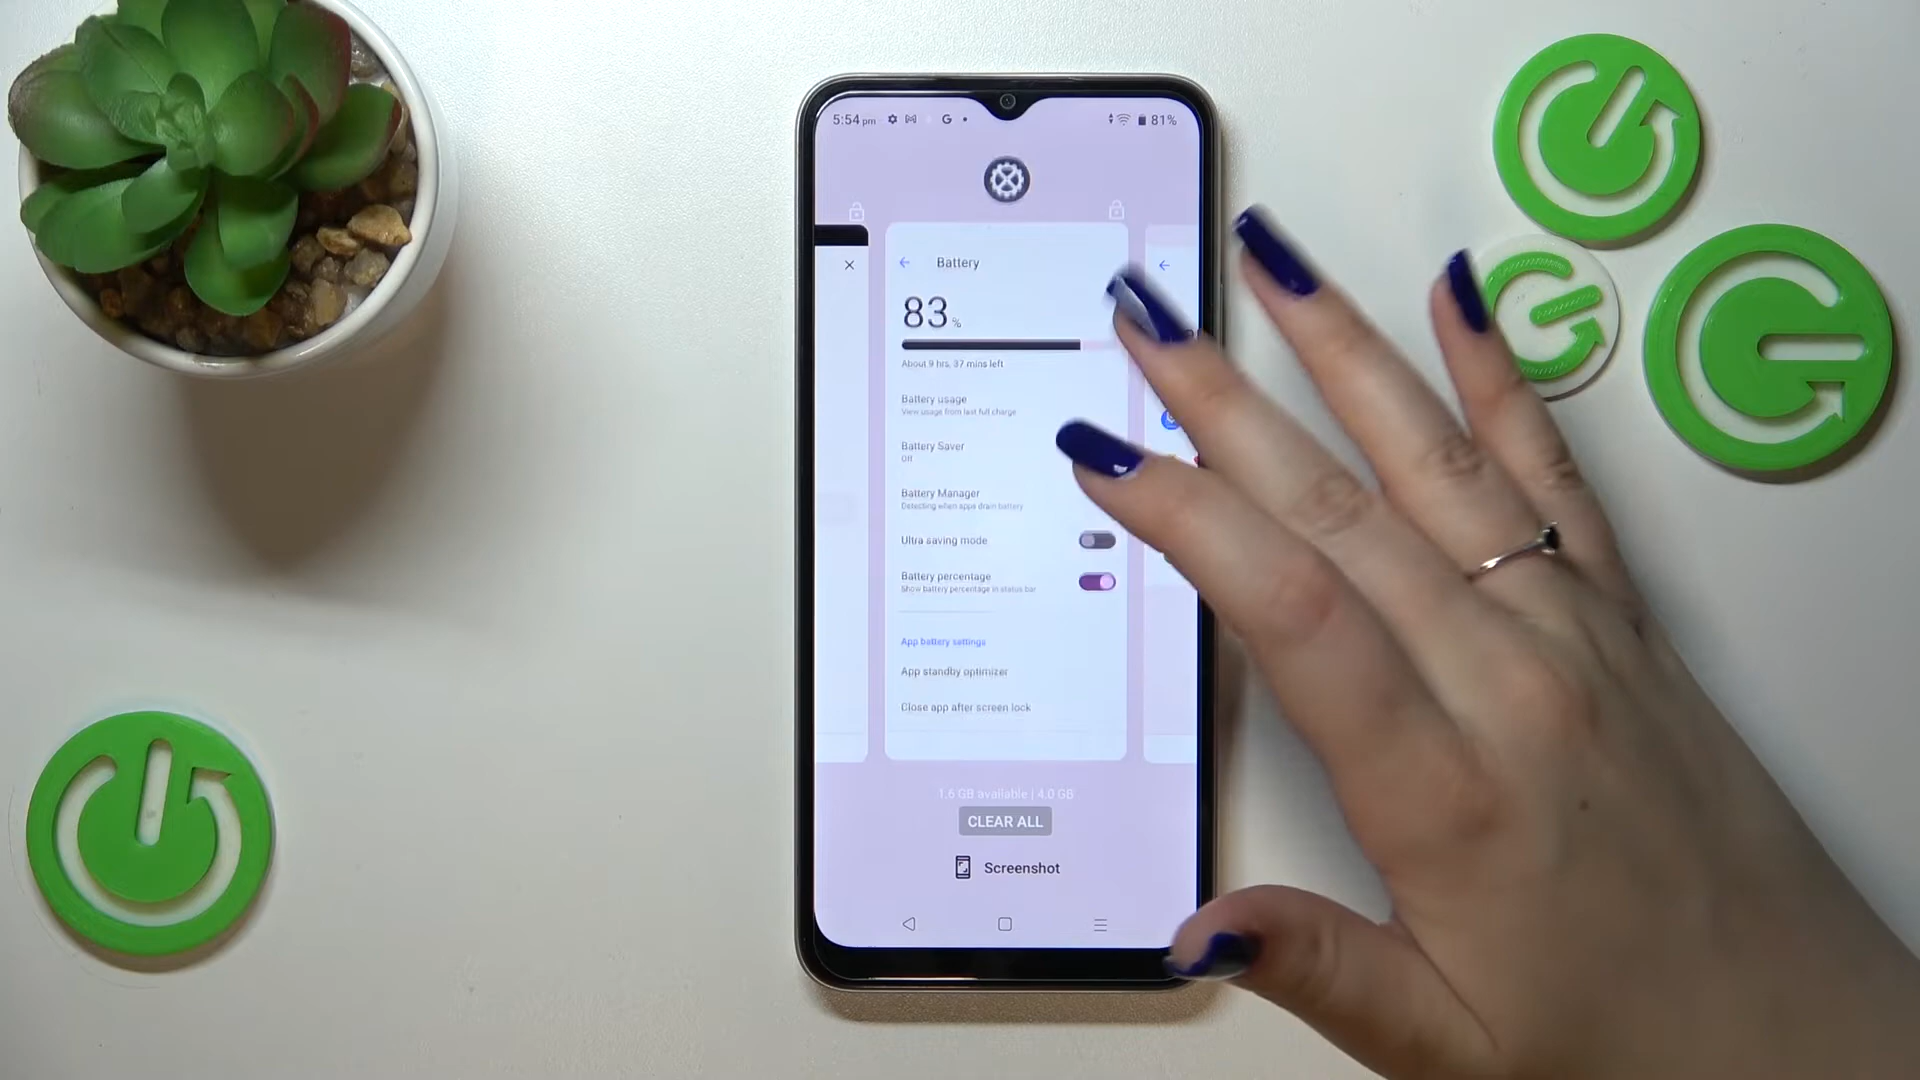 5:54 pm G 81%
Battery
83 %
About 9 hrs, 37 mins left
Battery usage
View usage from last full charge
Battery Saver
Off
Battery Manager
Detecting when apps drain battery
Ultra saving mode
Battery percentage
Show battery percentage in status bar
App battery settings
App standby optimizer
Close app after screen lock
1.6 GB available | 4.0 GB
CLEAR ALL
Screenshot